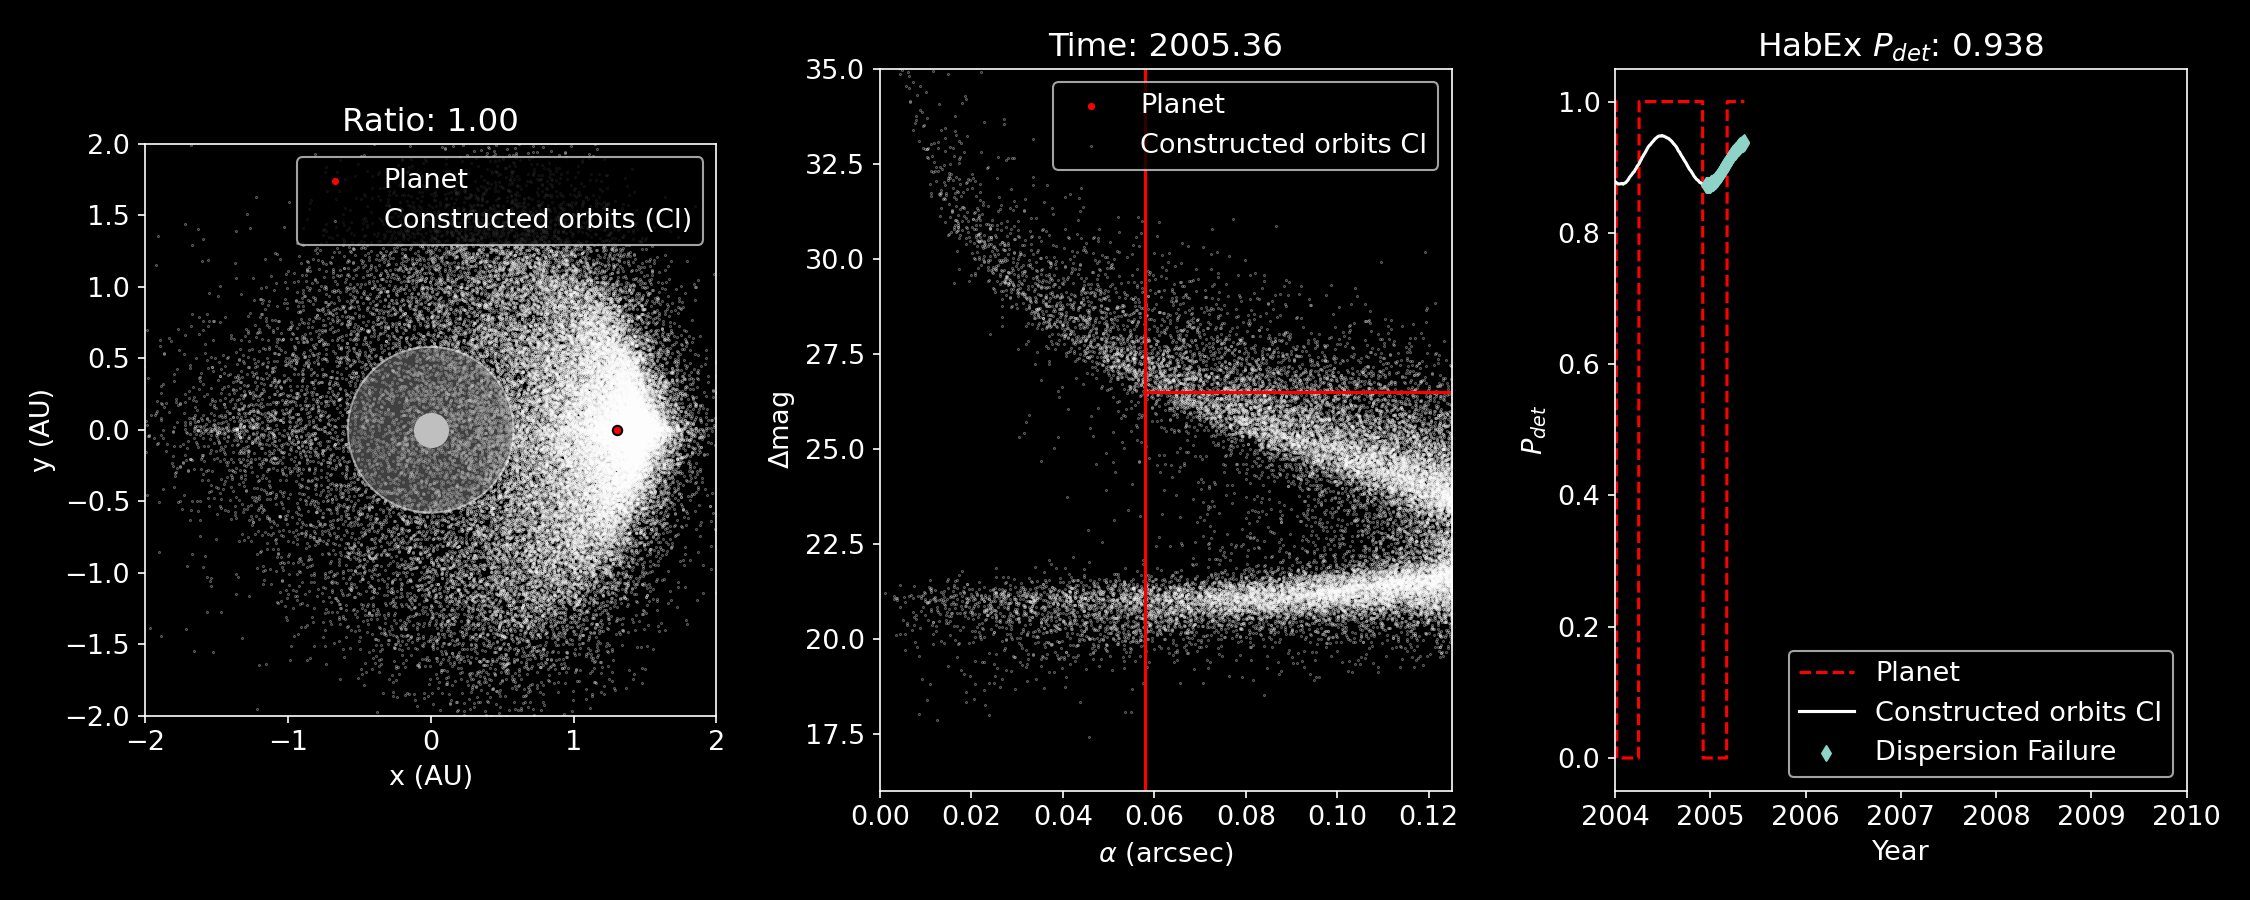 Ratio: 1.00
Planet
Constructed orbits (CI)
2.0
1.5
1.0
0.5
0.0
−0.5
−1.0
−1.5
−2.0
y (AU)
−2
−1
0
1
2
x (AU)
Time: 2005.36
Planet
Constructed orbits CI
35.0
32.5
30.0
27.5
25.0
22.5
20.0
17.5
Δmag
0.00
0.02
0.04
0.06
0.08
0.10
0.12
α (arcsec)
HabEx P_det: 0.938
1.0
0.8
0.6
0.4
0.2
0.0
P_det
Planet
Constructed orbits CI
Dispersion Failure
2004
2005
2006
2007
2008
2009
2010
Year